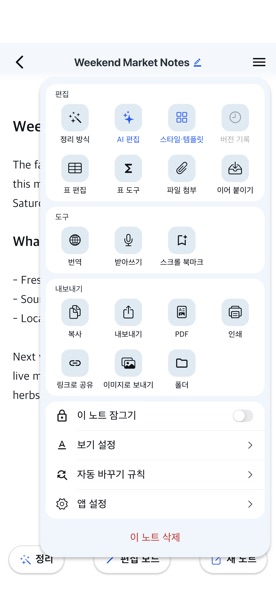 Weekend Market Notes
편집
정리 방식
AI 편집
스타일·템플릿
버전 기록
표 편집
표 도구
파일 첨부
이어 붙이기
도구
번역
받아쓰기
스크롤 북마크
내보내기
복사
내보내기
PDF
인쇄
링크로 공유
이미지로 보내기
폴더
이 노트 잠그기
보기 설정
자동 바꾸기 규칙
앱 설정
이 노트 삭제
The
this
- Fres
- Sou
- Loca
Next
live
herbs
정리
편집 모드
새 노트